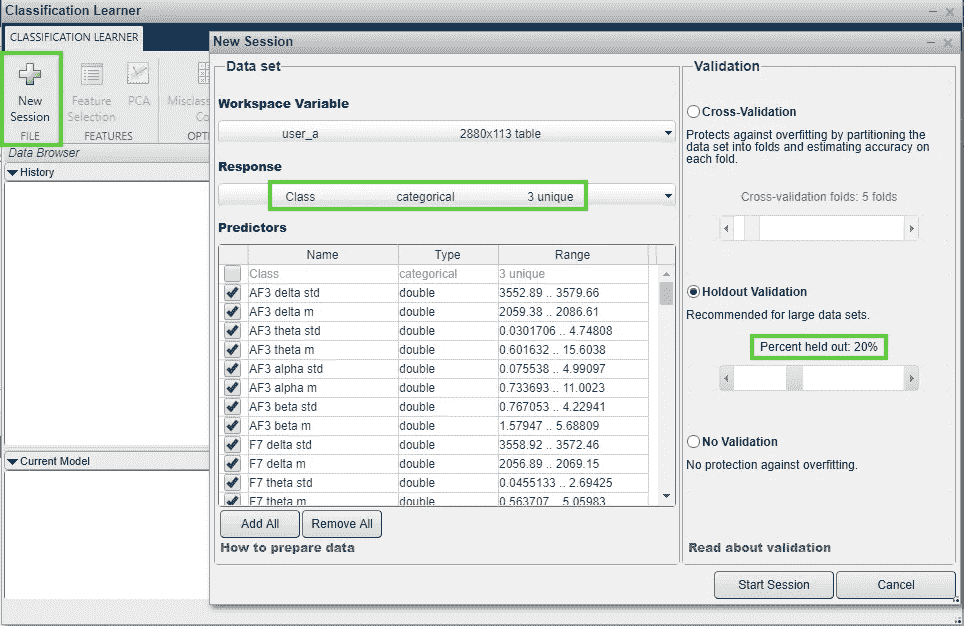 Classification Learner
CLASSIFICATION LEARNER
New Session
FILE
Feature Selection
PCA
FEATURES
Misclass
Co
OPTI
Data Browser
History
Current Model
New Session
Data set
Workspace Variable
user_a 2880x113 table
Response
Class categorical 3 unique
Predictors
Name Type Range
Class categorical 3 unique
AF3 delta std double 3552.89 .. 3579.66
AF3 delta m double 2059.38 .. 2086.61
AF3 theta std double 0.0301706 .. 4.74808
AF3 theta m double 0.601632 .. 15.6038
AF3 alpha std double 0.075538 .. 4.99097
AF3 alpha m double 0.733693 .. 11.0023
AF3 beta std double 0.767053 .. 4.22941
AF3 beta m double 1.57947 .. 5.68809
F7 delta std double 3558.92 .. 3572.46
F7 delta m double 2056.89 .. 2069.15
F7 theta std double 0.0455133 .. 2.69425
F7 theta m double 0.563707 .. 5.05983
Add All Remove All
How to prepare data
Validation
Cross-Validation
Protects against overfitting by partitioning the
data set into folds and estimating accuracy on
each fold.
Cross-validation folds: 5 folds
Holdout Validation
Recommended for large data sets.
Percent held out: 20%
No Validation
No protection against overfitting.
Read about validation
Start Session Cancel